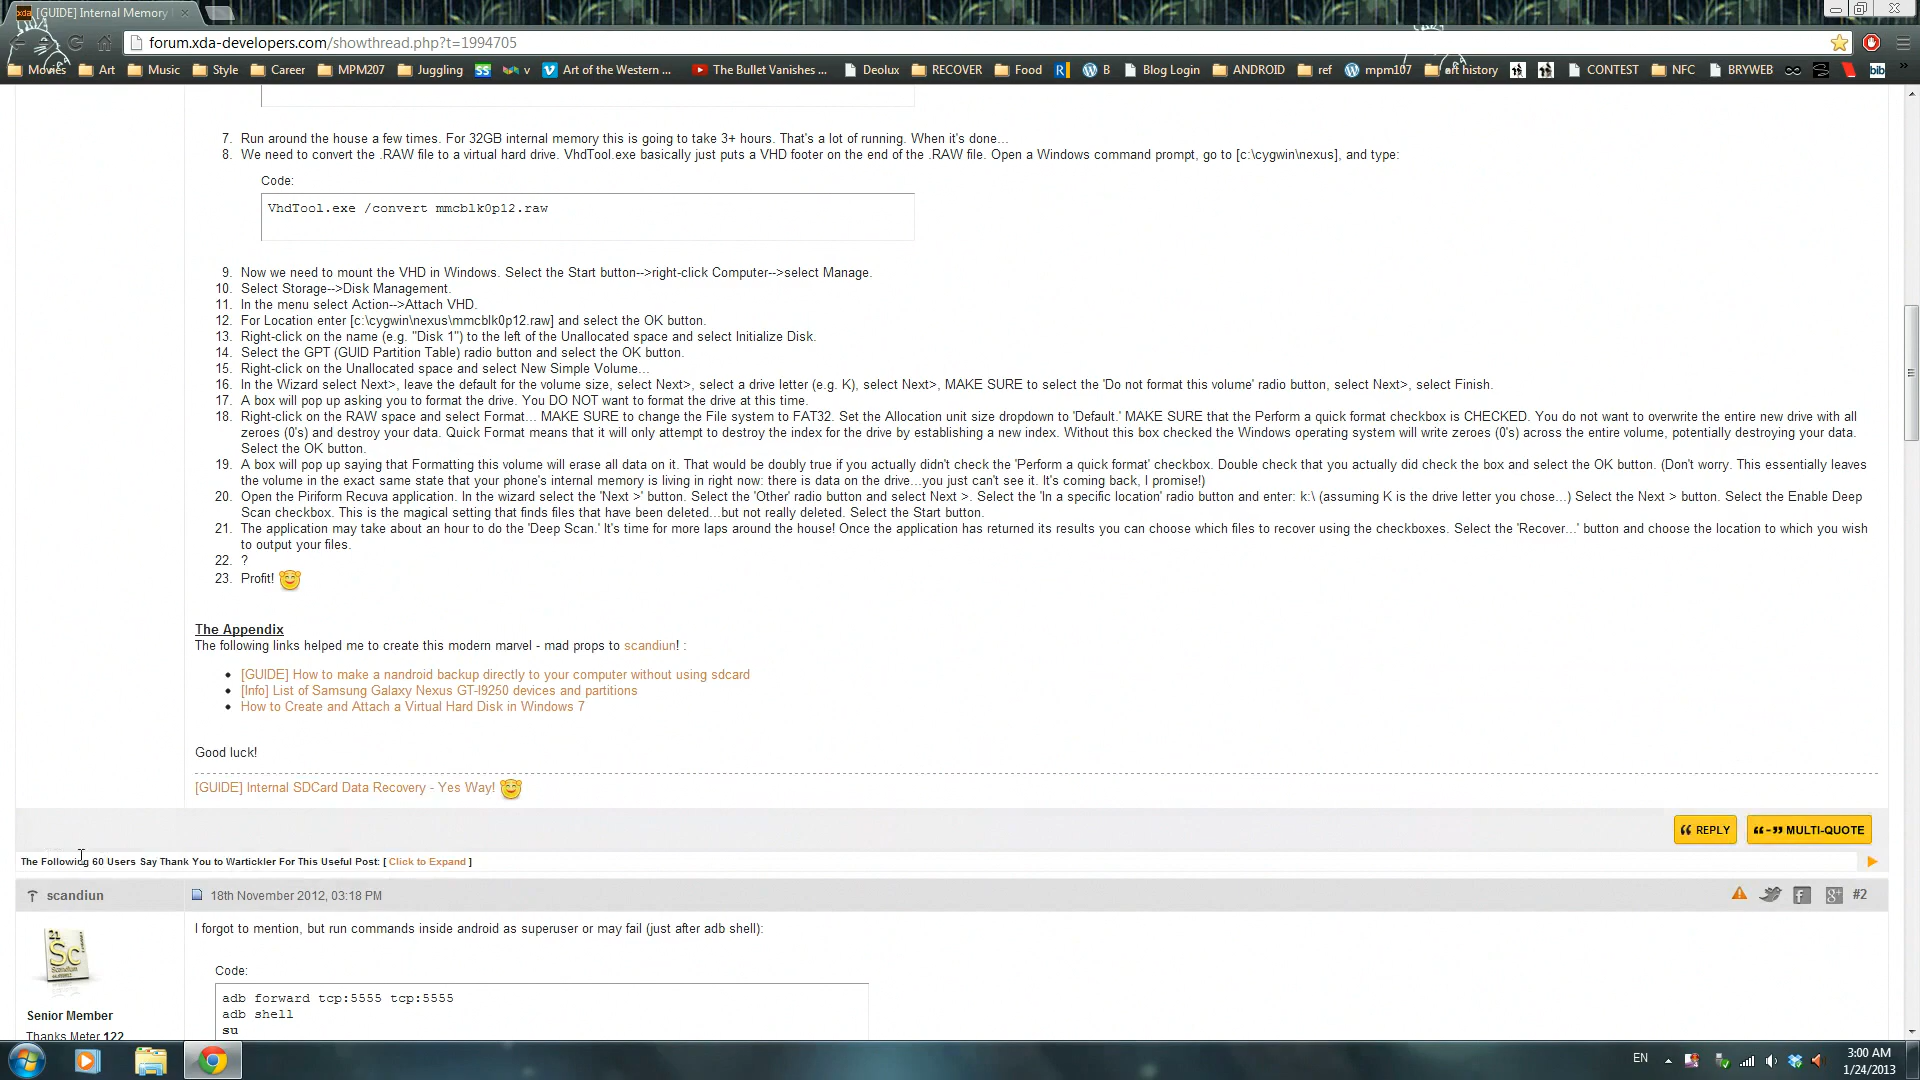 [GUIDE] Internal Memory
forum.xda-developers.com/showthread.php?t=1994705
Movies Art Music Style Career MPM207 Juggling SS v Art of the Western ... The Bullet Vanishes ... Deolux RECOVER Food R B Blog Login ANDROID ref mpm107 art history CONTEST NFC BRYWEB bib »
7. Run around the house a few times. For 32GB internal memory this is going to take 3+ hours. That's a lot of running. When it's done...
8. We need to convert the .RAW file to a virtual hard drive. VhdTool.exe basically just puts a VHD footer on the end of the .RAW file. Open a Windows command prompt, go to [c:\cygwin\nexus], and type:
Code:
VhdTool.exe /convert mmcblk0p12.raw
9. Now we need to mount the VHD in Windows. Select the Start button-->right-click Computer-->select Manage.
10. Select Storage-->Disk Management.
11. In the menu select Action-->Attach VHD.
12. For Location enter [c:\cygwin\nexus\mmcblk0p12.raw] and select the OK button.
13. Right-click on the name (e.g. "Disk 1") to the left of the Unallocated space and select Initialize Disk.
14. Select the GPT (GUID Partition Table) radio button and select the OK button.
15. Right-click on the Unallocated space and select New Simple Volume...
16. In the Wizard select Next>, leave the default for the volume size, select Next>, select a drive letter (e.g. K), select Next>, MAKE SURE to select the 'Do not format this volume' radio button, select Next>, select Finish.
17. A box will pop up asking you to format the drive. You DO NOT want to format the drive at this time.
18. Right-click on the RAW space and select Format... MAKE SURE to change the File system to FAT32. Set the Allocation unit size dropdown to 'Default.' MAKE SURE that the Perform a quick format checkbox is CHECKED. You do not want to overwrite the entire new drive with all
zeroes (0's) and destroy your data. Quick Format means that it will only attempt to destroy the index for the drive by establishing a new index. Without this box checked the Windows operating system will write zeroes (0's) across the entire volume, potentially destroying your data.
Select the OK button.
19. A box will pop up saying that Formatting this volume will erase all data on it. That would be doubly true if you actually didn't check the 'Perform a quick format' checkbox. Double check that you actually did check the box and select the OK button. (Don't worry. This essentially leaves
the volume in the exact same state that your phone's internal memory is living in right now: there is data on the drive...you just can't see it. It's coming back, I promise!)
20. Open the Piriform Recuva application. In the wizard select the 'Next >' button. Select the 'Other' radio button and select Next >. Select the 'In a specific location' radio button and enter: k:\ (assuming K is the drive letter you chose...) Select the Next > button. Select the Enable Deep
Scan checkbox. This is the magical setting that finds files that have been deleted...but not really deleted. Select the Start button.
21. The application may take about an hour to do the 'Deep Scan.' It's time for more laps around the house! Once the application has returned its results you can choose which files to recover using the checkboxes. Select the 'Recover...' button and choose the location to which you wish
to output your files.
22. ?
23. Profit!
The Appendix
The following links helped me to create this modern marvel - mad props to scandiun! :
• [GUIDE] How to make a nandroid backup directly to your computer without using sdcard
• [Info] List of Samsung Galaxy Nexus GT-I9250 devices and partitions
• How to Create and Attach a Virtual Hard Disk in Windows 7
Good luck!
[GUIDE] Internal SDCard Data Recovery - Yes Way!
REPLY MULTI-QUOTE
The Following 60 Users Say Thank You to Wartickler For This Useful Post: [ Click to Expand ]
scandiun 18th November 2012, 03:18 PM #2
I forgot to mention, but run commands inside android as superuser or may fail (just after adb shell):
21
Sc
Scandium
Code:
adb forward tcp:5555 tcp:5555
adb shell
su
Senior Member
Thanks Meter 122
EN 3:00 AM
1/24/2013